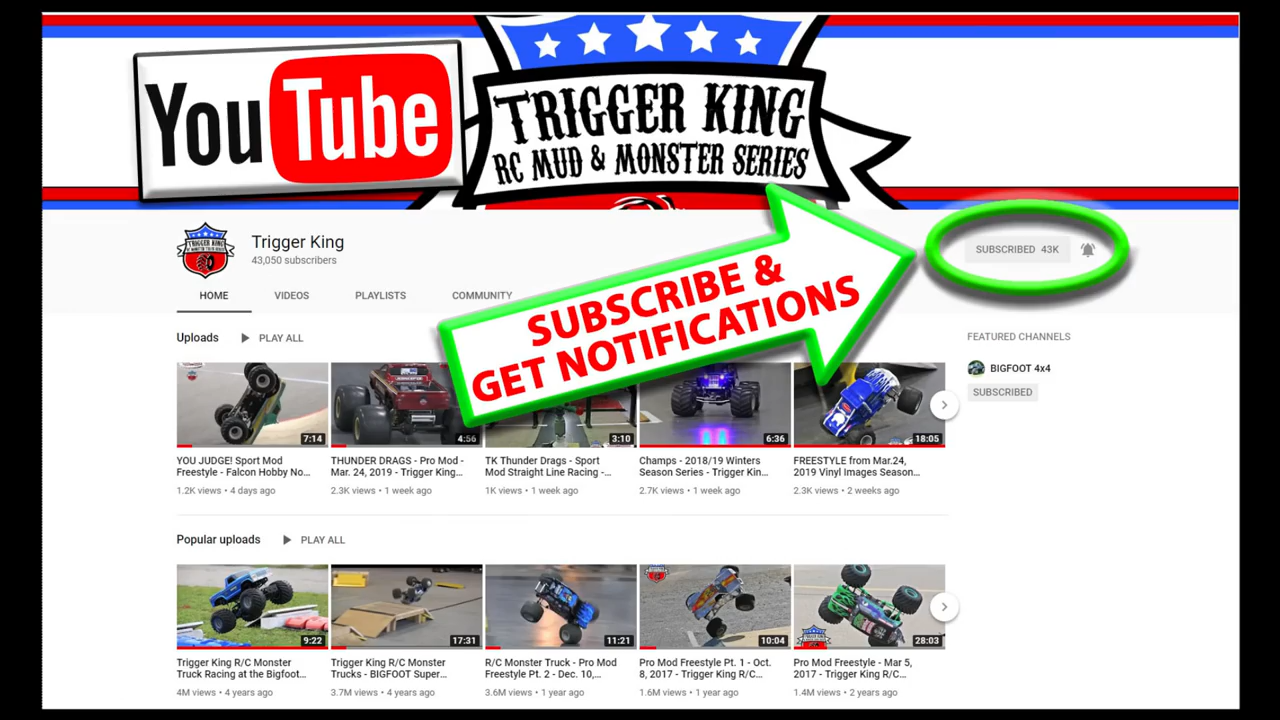 YouTube
TRIGGER KING
RC MUD & MONSTER SERIES
Trigger King
43,050 subscribers
SUBSCRIBED 43K
HOME
VIDEOS
PLAYLISTS
COMMUNITY
SUBSCRIBE &
GET NOTIFICATIONS
Uploads
PLAY ALL
FEATURED CHANNELS
BIGFOOT 4x4
SUBSCRIBED
7:14
4:56
3:10
6:36
18:05
YOU JUDGE! Sport Mod
Freestyle - Falcon Hobby No...
1.2K views • 4 days ago
THUNDER DRAGS - Pro Mod -
Mar. 24, 2019 - Trigger King...
2.3K views • 1 week ago
TK Thunder Drags - Sport
Mod Straight Line Racing -...
1K views • 1 week ago
Champs - 2018/19 Winters
Season Series - Trigger Kin...
2.7K views • 1 week ago
FREESTYLE from Mar.24,
2019 Vinyl Images Season...
2.3K views • 2 weeks ago
Popular uploads
PLAY ALL
9:22
17:31
11:21
10:04
28:03
Trigger King R/C Monster
Truck Racing at the Bigfoot...
4M views • 4 years ago
Trigger King R/C Monster
Trucks - BIGFOOT Super...
3.7M views • 4 years ago
R/C Monster Truck - Pro Mod
Freestyle Pt. 2 - Dec. 10,...
3.6M views • 1 year ago
Pro Mod Freestyle Pt. 1 - Oct.
8, 2017 - Trigger King R/C...
1.6M views • 1 year ago
Pro Mod Freestyle - Mar 5,
2017 - Trigger King R/C...
1.4M views • 2 years ago